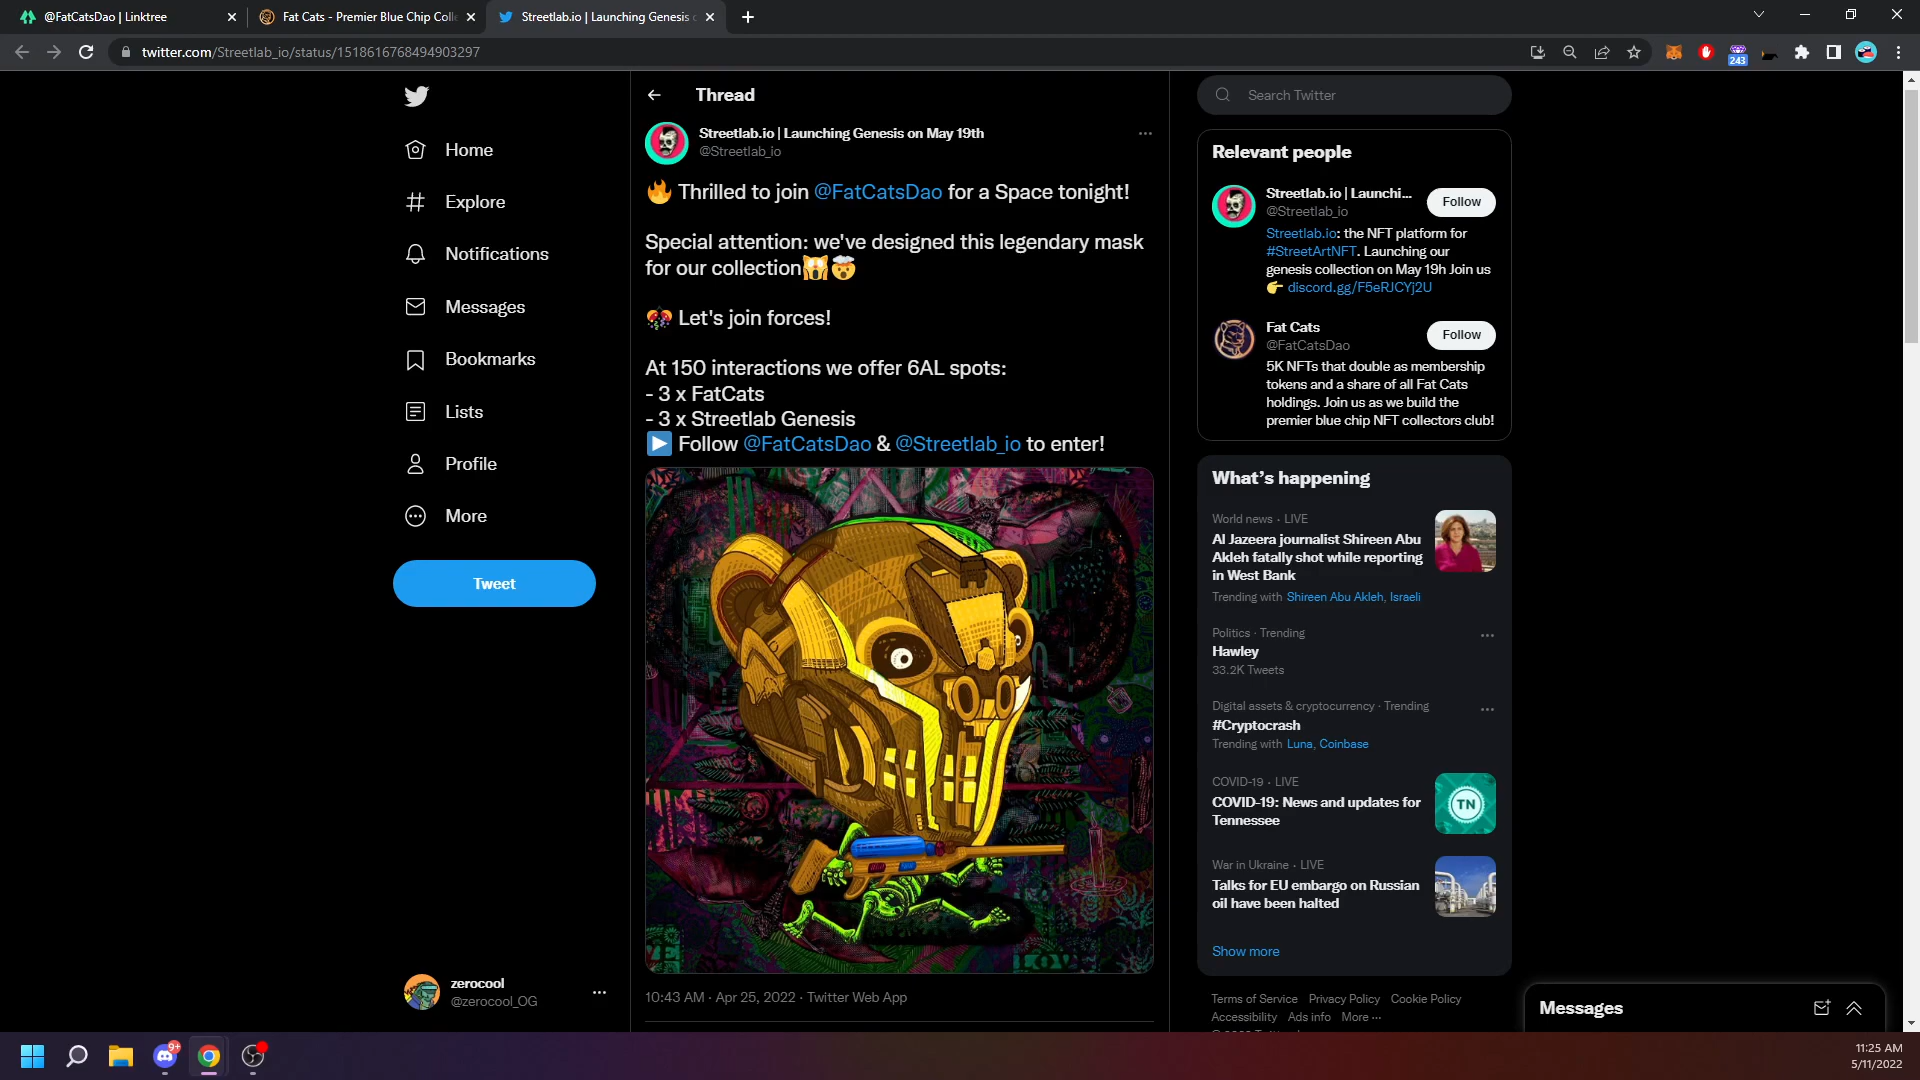 @FatCatsDao | Linktree
Fat Cats - Premier Blue Chip Colle
Streetlab.io | Launching Genesis o
twitter.com/Streetlab_io/status/1518616768494903297
243
Home
Explore
Notifications
Messages
Bookmarks
Lists
Profile
More
Tweet
zerocool
@zerocool_OG
Thread
Streetlab.io | Launching Genesis on May 19th
@Streetlab_io
🔥 Thrilled to join @FatCatsDao for a Space tonight!
Special attention: we've designed this legendary mask
for our collection🙀🤯
🎊 Let's join forces!
At 150 interactions we offer 6AL spots:
- 3 x FatCats
- 3 x Streetlab Genesis
▶️ Follow @FatCatsDao & @Streetlab_io to enter!
10:43 AM · Apr 25, 2022 · Twitter Web App
Search Twitter
Relevant people
Streetlab.io | Launchi...
@Streetlab_io
Follow
Streetlab.io: the NFT platform for
#StreetArtNFT. Launching our
genesis collection on May 19h Join us
👉 discord.gg/F5eRJCYj2U
Fat Cats
@FatCatsDao
Follow
5K NFTs that double as membership
tokens and a share of all Fat Cats
holdings. Join us as we build the
premier blue chip NFT collectors club!
What's happening
World news · LIVE
Al Jazeera journalist Shireen Abu
Akleh fatally shot while reporting
in West Bank
Trending with Shireen Abu Akleh, Israeli
Politics · Trending
Hawley
33.2K Tweets
Digital assets & cryptocurrency · Trending
#Cryptocrash
Trending with Luna, Coinbase
COVID-19 · LIVE
COVID-19: News and updates for
Tennessee
TN
War in Ukraine · LIVE
Talks for EU embargo on Russian
oil have been halted
Show more
Terms of Service Privacy Policy Cookie Policy
Accessibility Ads info More ···
Messages
9+
11:25 AM
5/11/2022